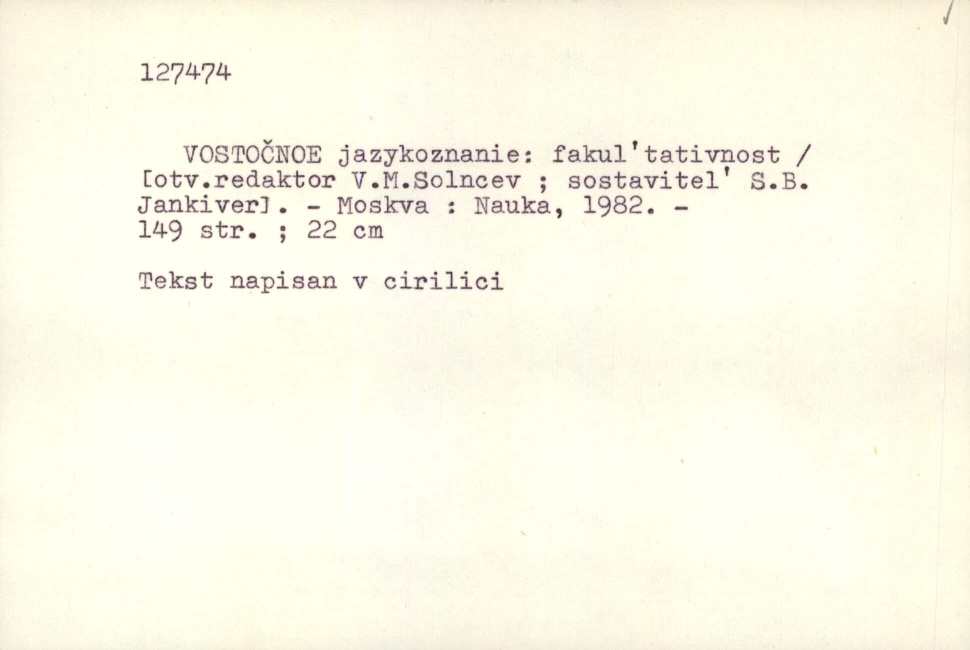 127474
VOSTOČNOE jazykoznanie: fakul'tativnost /
[otv.redaktor V.M.Solncev ; sostavitel' S.B.
Jankiver]. - Moskva : Nauka, 1982. -
149 str. ; 22 cm
Tekst napisan v cirilici